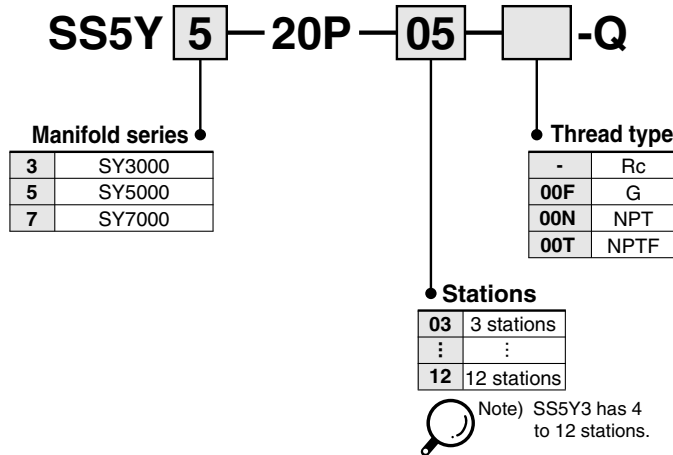 SS5Y 5 — 20P — 05 — -Q
Manifold series
3 SY3000
5 SY5000
7 SY7000
Thread type
- Rc
00F G
00N NPT
00T NPTF
Stations
03 3 stations
⋮ ⋮
12 12 stations
Note) SS5Y3 has 4
to 12 stations.